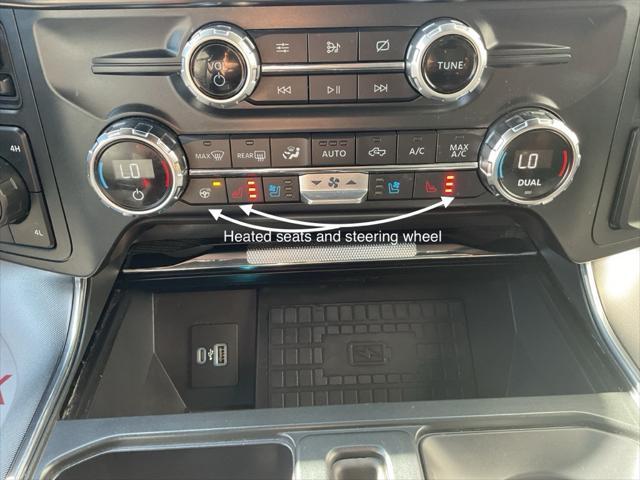 VOL
TUNE
4H
4L
MAX
REAR
AUTO
A/C
MAX
A/C
LO
LO
DUAL
Heated seats and steering wheel